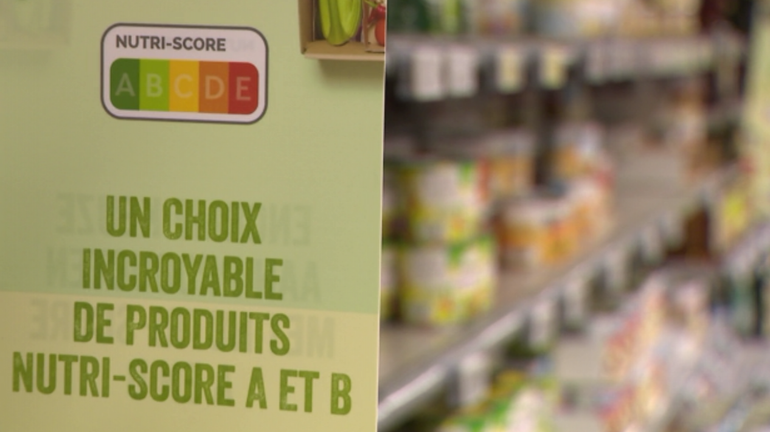 NUTRI-SCORE
A B C D E
UN CHOIX
INCROYABLE
DE PRODUITS
NUTRI-SCORE A ET B